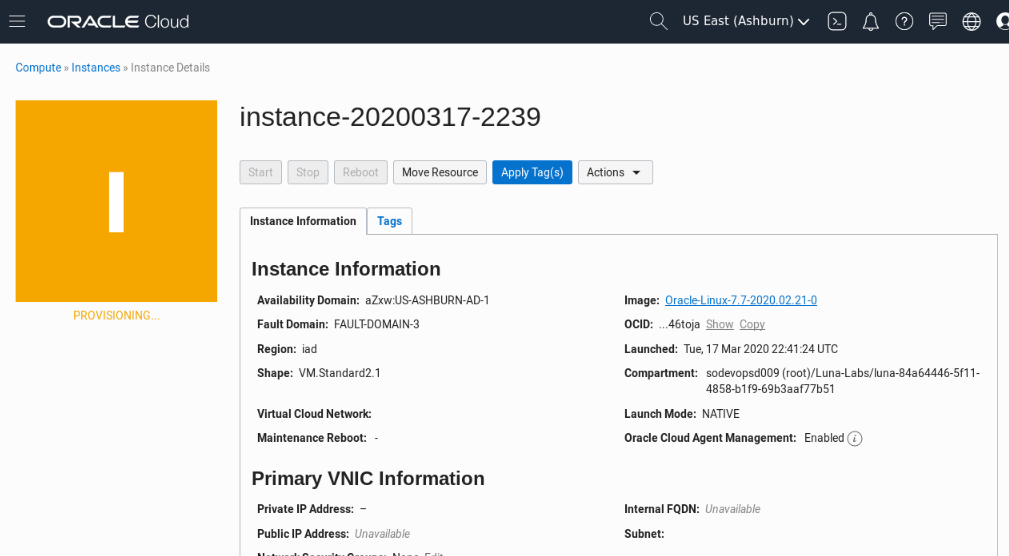 ORACLE Cloud
US East (Ashburn)
Compute » Instances » Instance Details
I
PROVISIONING...
instance-20200317-2239
Start Stop Reboot Move Resource Apply Tag(s) Actions
Instance Information Tags
Instance Information
Availability Domain: aZxw:US-ASHBURN-AD-1
Image: Oracle-Linux-7.7-2020.02.21-0
Fault Domain: FAULT-DOMAIN-3
OCID: ...46toja Show Copy
Region: iad
Launched: Tue, 17 Mar 2020 22:41:24 UTC
Shape: VM.Standard2.1
Compartment: sodevopsd009 (root)/Luna-Labs/luna-84a64446-5f11-
4858-b1f9-69b3aaf77b51
Virtual Cloud Network:
Launch Mode: NATIVE
Maintenance Reboot: -
Oracle Cloud Agent Management: Enabled i
Primary VNIC Information
Private IP Address: –
Internal FQDN: Unavailable
Public IP Address: Unavailable
Subnet:
Network Security Groups: None Edit